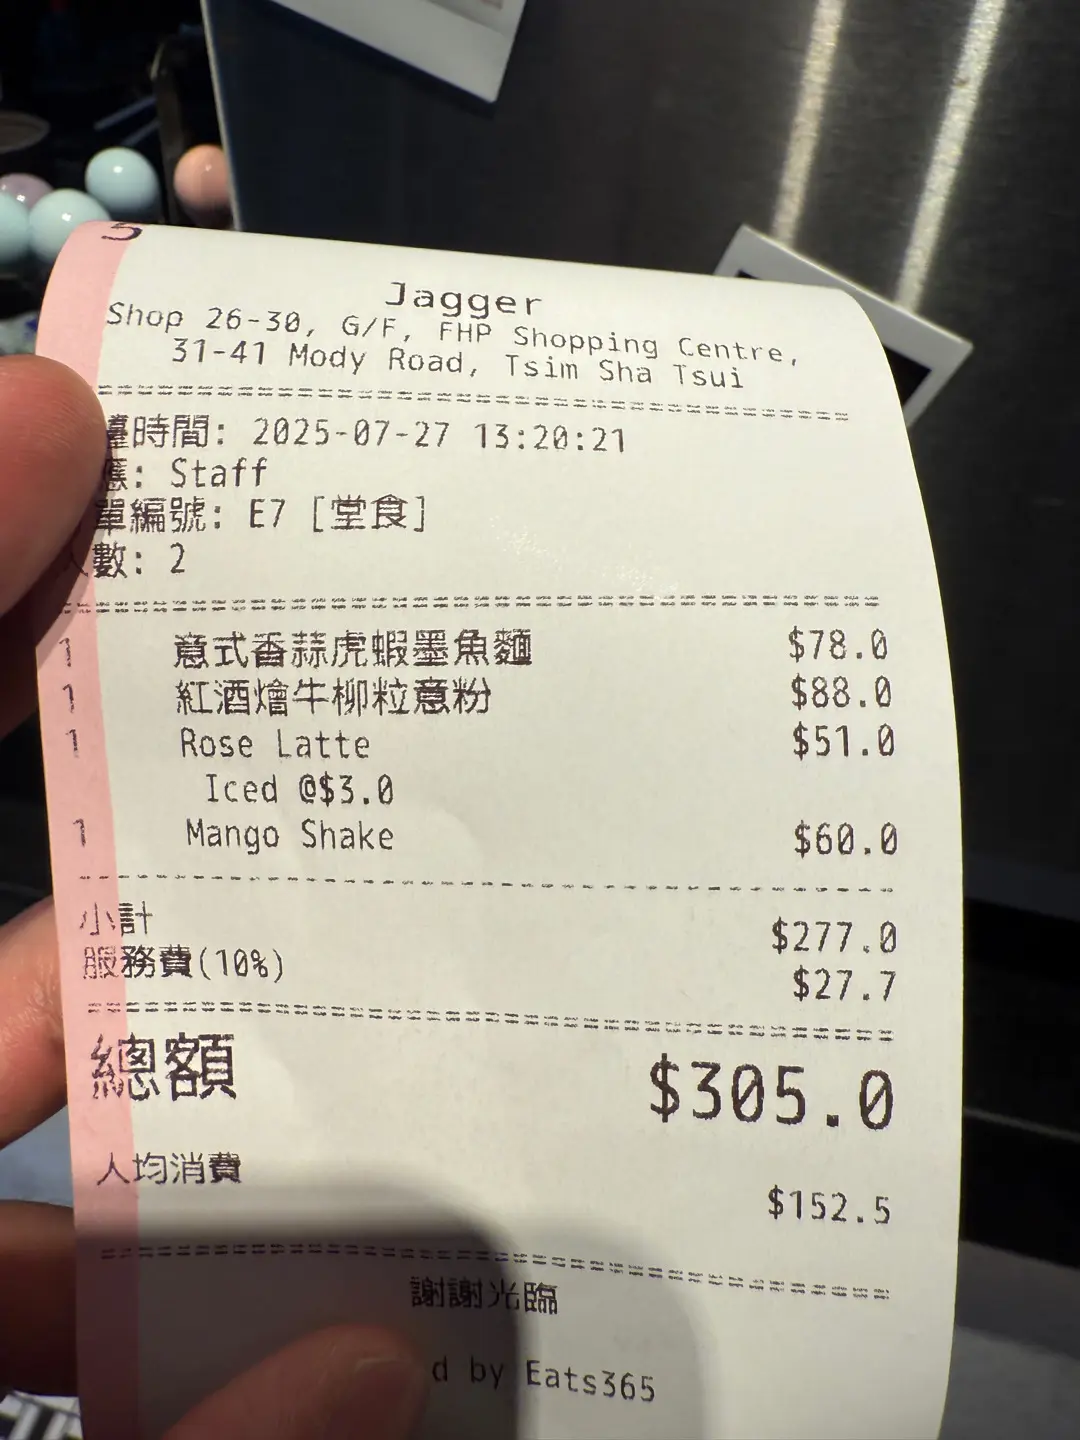 5
Jagger
Shop 26-30, G/F, FHP Shopping Centre,
31-41 Mody Road, Tsim Sha Tsui
時間: 2025-07-27 13:20:21
應: Staff
單編號: E7 [堂食]
人數: 2
1 意式香蒜虎蝦墨魚麵 $78.0
1 紅酒燴牛柳粒意粉 $88.0
1 Rose Latte $51.0
Iced @$3.0
1 Mango Shake $60.0
小計 $277.0
服務費(10%) $27.7
總額 $305.0
人均消費 $152.5
謝謝光臨
d by Eats365